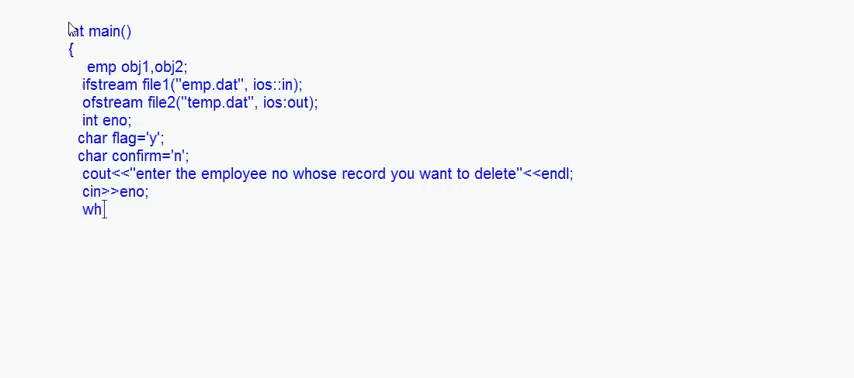 int main()
{
emp obj1,obj2;
ifstream file1("emp.dat", ios::in);
ofstream file2("temp.dat", ios:out);
int eno;
char flag='y';
char confirm='n';
cout<<"enter the employee no whose record you want to delete"<<endl;
cin>>eno;
wh